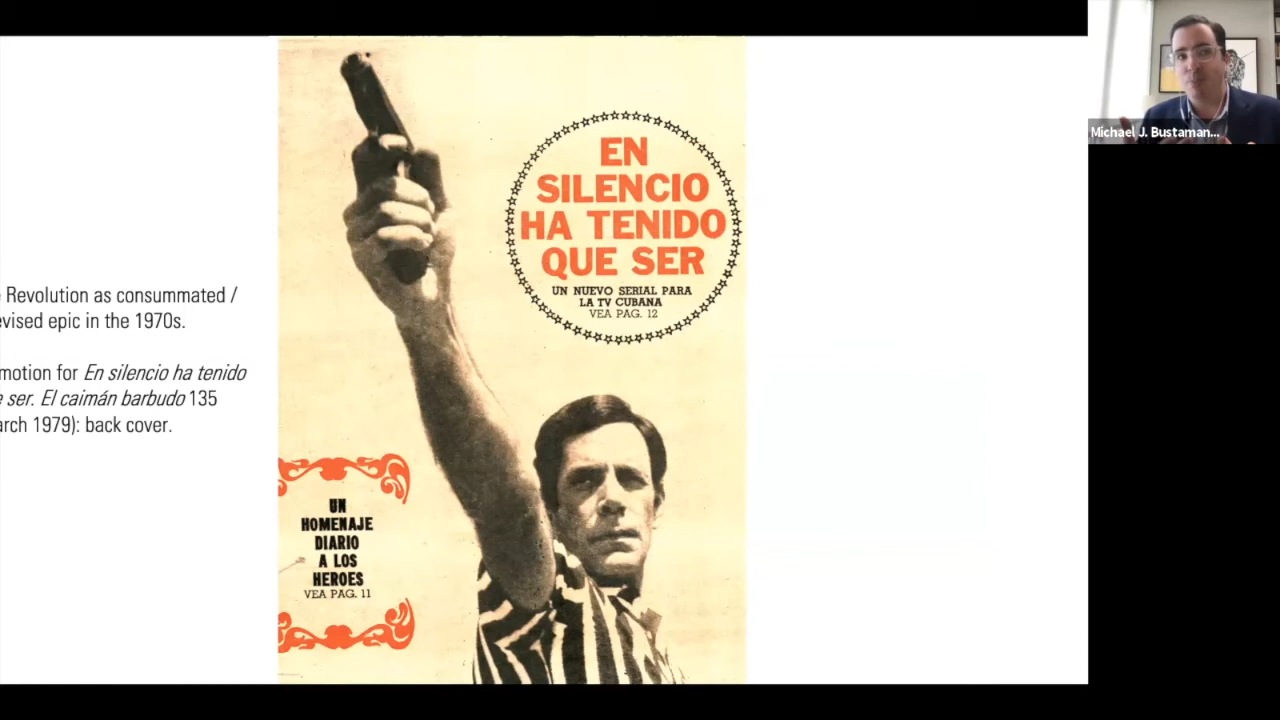 Revolution as consummated /
evised epic in the 1970s.
motion for En silencio ha tenido
ser. El caimán barbudo 135
arch 1979): back cover.
EN
SILENCIO
HA TENIDO
QUE SER
UN NUEVO SERIAL PARA
LA TV CUBANA
VEA PAG. 12
UN
HOMENAJE
DIARIO
A LOS
HEROES
VEA PAG. 11
Michael J. Bustaman...